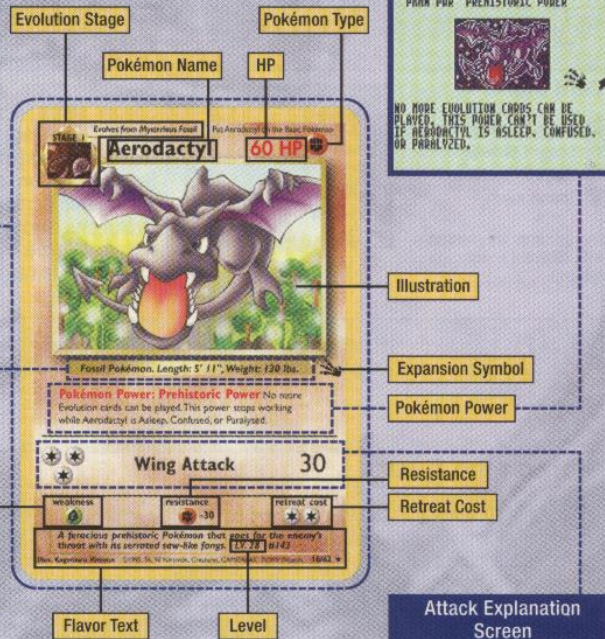 PKMN PWR PREHISTORIC POWER
NO MORE EVOLUTION CARDS CAN BE
PLAYED. THIS POWER CAN'T BE USED
IF AERODACTYL IS ASLEEP, CONFUSED,
OR PARALYZED.
Evolution Stage
Pokémon Type
Pokémon Name
HP
STAGE 1
Evolves from Mysterious Fossil
Put Aerodactyl on the Basic Pokémon
Aerodactyl
60 HP
Illustration
Fossil Pokémon. Length: 5' 11", Weight: 130 lbs.
Expansion Symbol
Pokémon Power: Prehistoric Power No more
Evolution cards can be played. This power stops working
while Aerodactyl is Asleep, Confused, or Paralyzed.
Pokémon Power
Wing Attack 30
Resistance
weakness
resistance
-30
retreat cost
Retreat Cost
A ferocious prehistoric Pokémon that goes for the enemy's
throat with its serrated saw-like fangs. LV. 28 #142
16/62
Flavor Text
Level
Attack Explanation
Screen